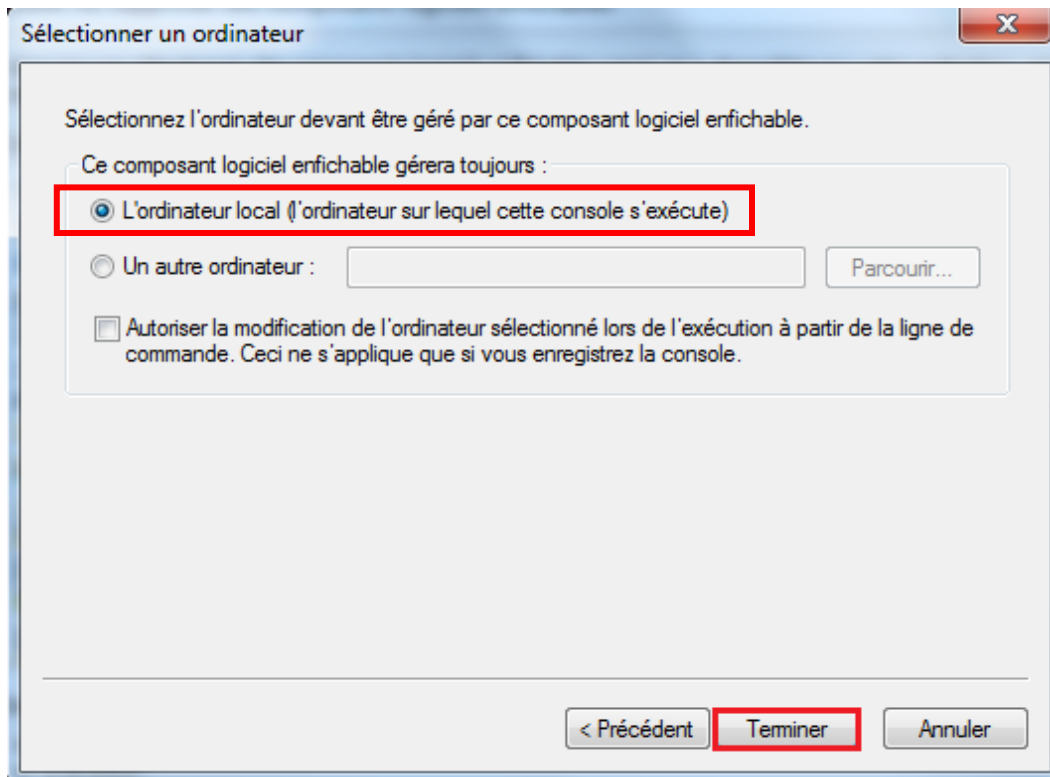 Sélectionner un ordinateur
X
Sélectionnez l'ordinateur devant être géré par ce composant logiciel enfichable.
Ce composant logiciel enfichable gérera toujours :
L'ordinateur local (l'ordinateur sur lequel cette console s'exécute)
Un autre ordinateur : Parcourir...
Autoriser la modification de l'ordinateur sélectionné lors de l'exécution à partir de la ligne de
commande. Ceci ne s'applique que si vous enregistrez la console.
< Précédent Terminer Annuler